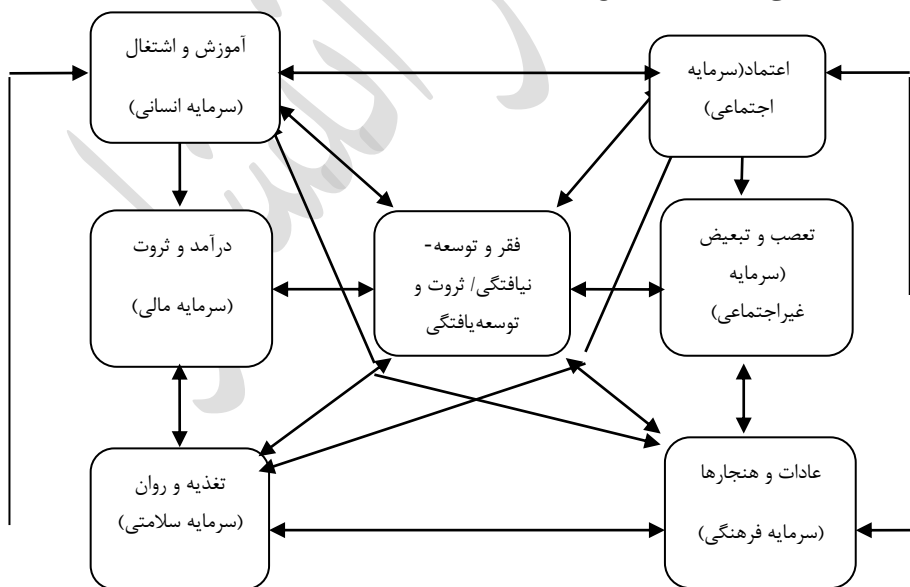 آموزش و اشتغال
(سرمایه انسانی)
اعتماد(سرمایه
اجتماعی)
درآمد و ثروت
(سرمایه مالی)
فقر و توسعه-
نیافتگی/ ثروت و
توسعه‌یافتگی
تعصب و تبعیض
(سرمایه
غیراجتماعی)
تغذیه و روان
(سرمایه سلامتی)
عادات و هنجارها
(سرمایه فرهنگی)